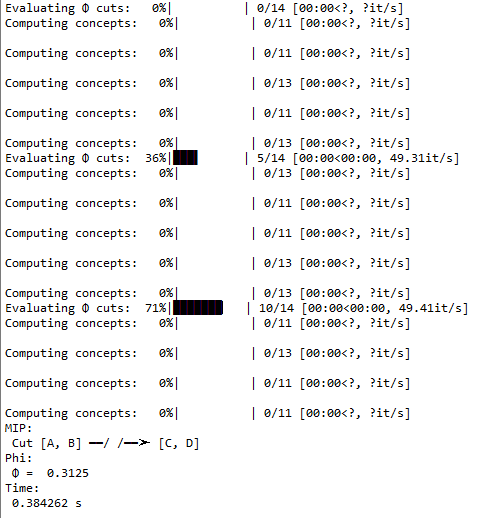 Evaluating Φ cuts:   0%|          | 0/14 [00:00<?, ?it/s]
Computing concepts:   0%|          | 0/11 [00:00<?, ?it/s]
Computing concepts:   0%|          | 0/11 [00:00<?, ?it/s]
Computing concepts:   0%|          | 0/13 [00:00<?, ?it/s]
Computing concepts:   0%|          | 0/11 [00:00<?, ?it/s]
Computing concepts:   0%|          | 0/13 [00:00<?, ?it/s]
Evaluating Φ cuts:  36%|███       | 5/14 [00:00<00:00, 49.31it/s]
Computing concepts:   0%|          | 0/13 [00:00<?, ?it/s]
Computing concepts:   0%|          | 0/11 [00:00<?, ?it/s]
Computing concepts:   0%|          | 0/11 [00:00<?, ?it/s]
Computing concepts:   0%|          | 0/13 [00:00<?, ?it/s]
Computing concepts:   0%|          | 0/13 [00:00<?, ?it/s]
Evaluating Φ cuts:  71%|███████   | 10/14 [00:00<00:00, 49.41it/s]
Computing concepts:   0%|          | 0/11 [00:00<?, ?it/s]
Computing concepts:   0%|          | 0/13 [00:00<?, ?it/s]
Computing concepts:   0%|          | 0/11 [00:00<?, ?it/s]
Computing concepts:   0%|          | 0/11 [00:00<?, ?it/s]
MIP:
Cut [A, B] ━━/ /━━➤ [C, D]
Phi:
Φ =  0.3125
Time:
0.384262 s